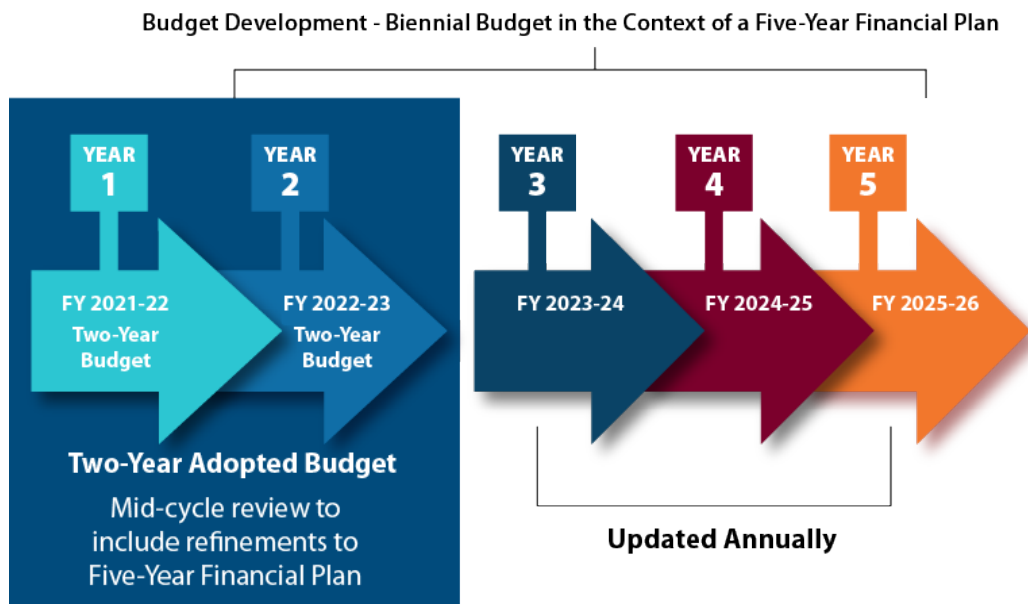 Budget Development - Biennial Budget in the Context of a Five-Year Financial Plan
YEAR
1
YEAR
2
YEAR
3
YEAR
4
YEAR
5
FY 2021-22
Two-Year
Budget
FY 2022-23
Two-Year
Budget
FY 2023-24
FY 2024-25
FY 2025-26
Two-Year Adopted Budget
Mid-cycle review to
include refinements to
Five-Year Financial Plan
Updated Annually